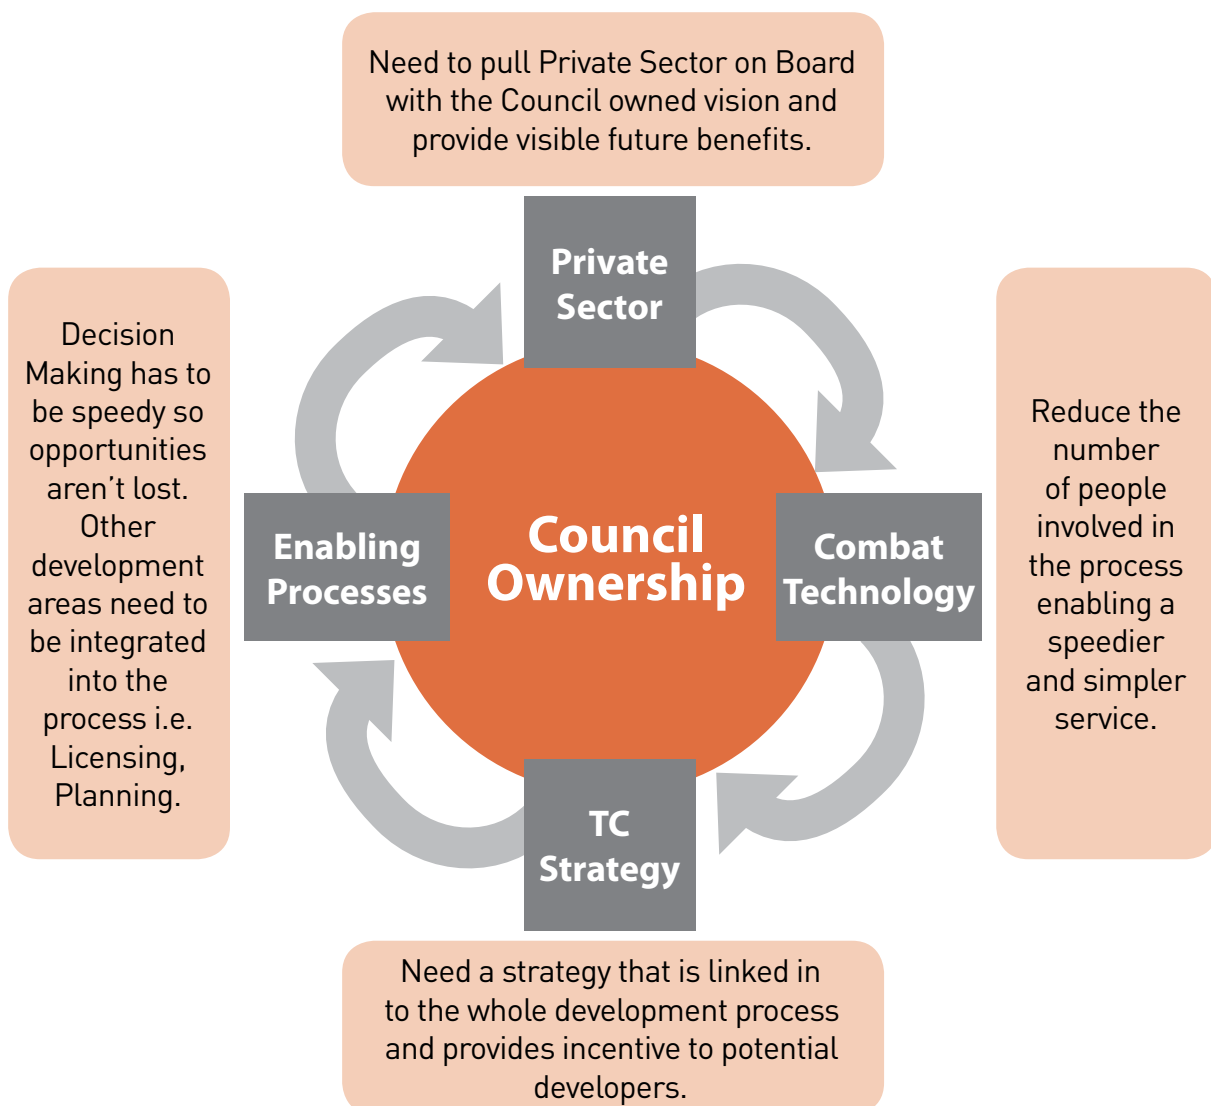 Need to pull Private Sector on Board
with the Council owned vision and
provide visible future benefits.
Private
Sector
Decision
Making has to
be speedy so
opportunities
aren't lost.
Other
development
areas need to
be integrated
into the
process i.e.
Licensing,
Planning.
Enabling
Processes
Council
Ownership
Combat
Technology
Reduce the
number
of people
involved in
the process
enabling a
speedier
and simpler
service.
TC
Strategy
Need a strategy that is linked in
to the whole development process
and provides incentive to potential
developers.